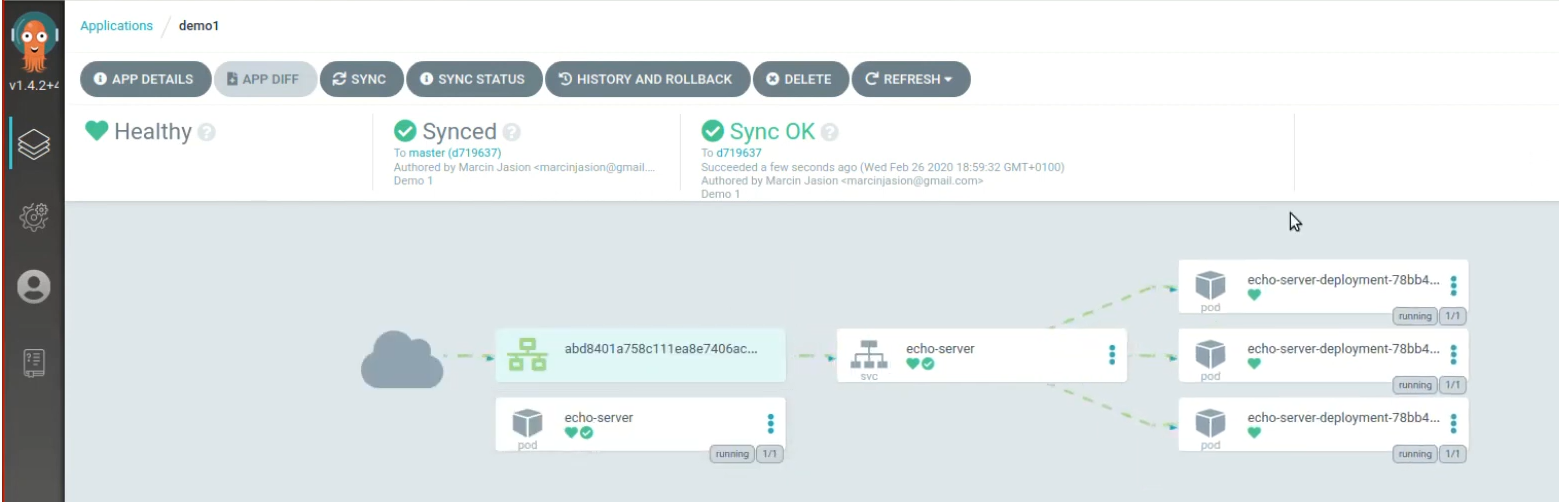 Applications / demo1
v1.4.2+4
APP DETAILS
APP DIFF
SYNC
SYNC STATUS
HISTORY AND ROLLBACK
DELETE
REFRESH
Healthy
Synced
To master (d719637)
Authored by Marcin Jasion <marcinjasion@gmail....
Demo 1
Sync OK
To d719637
Succeeded a few seconds ago (Wed Feb 26 2020 18:59:32 GMT+0100)
Authored by Marcin Jasion <marcinjasion@gmail.com>
Demo 1
abd8401a758c111ea8e7406ac...
echo-server
pod
running 1/1
echo-server
svc
echo-server-deployment-78bb4...
pod
running 1/1
echo-server-deployment-78bb4...
pod
running 1/1
echo-server-deployment-78bb4...
pod
running 1/1